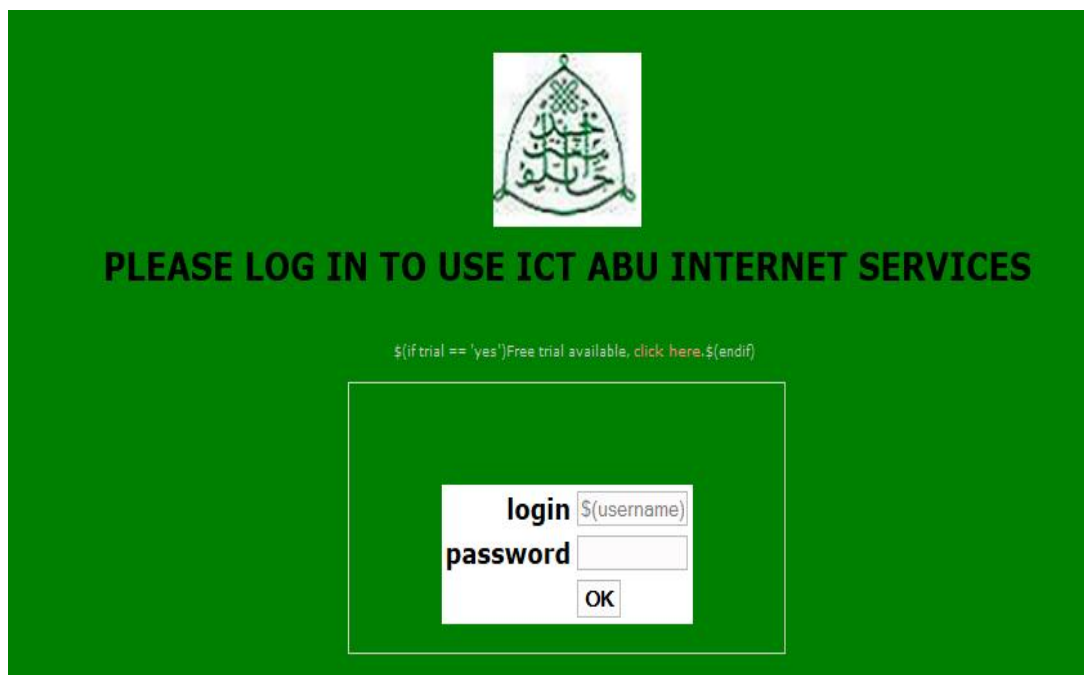 PLEASE LOG IN TO USE ICT ABU INTERNET SERVICES
$(if trial == 'yes')Free trial available, click here.$(endif)
login $(username)
password
OK